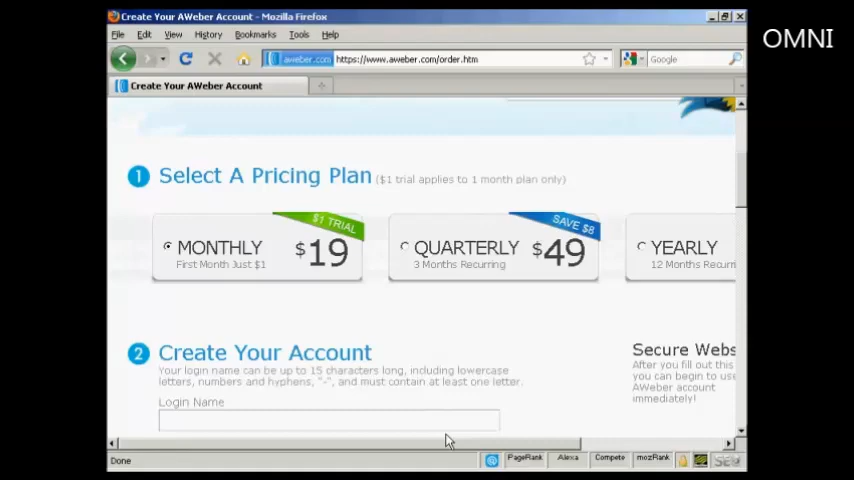 Create Your AWeber Account - Mozilla Firefox
OMNI
File Edit View History Bookmarks Tools Help
aweber.com https://www.aweber.com/order.htm
Google
Create Your AWeber Account
1 Select A Pricing Plan ($1 trial applies to 1 month plan only)
$1 TRIAL
SAVE $8
MONTHLY $19
First Month Just $1
QUARTERLY $49
3 Months Recurring
YEARLY
12 Months Recurri
2 Create Your Account
Your login name can be up to 15 characters long, including lowercase
letters, numbers and hyphens, "-", and must contain at least one letter.
Login Name
Secure Webs
After you fill out this
you can begin to use
AWeber account
immediately!
Done
PageRank Alexa Compete mozRank